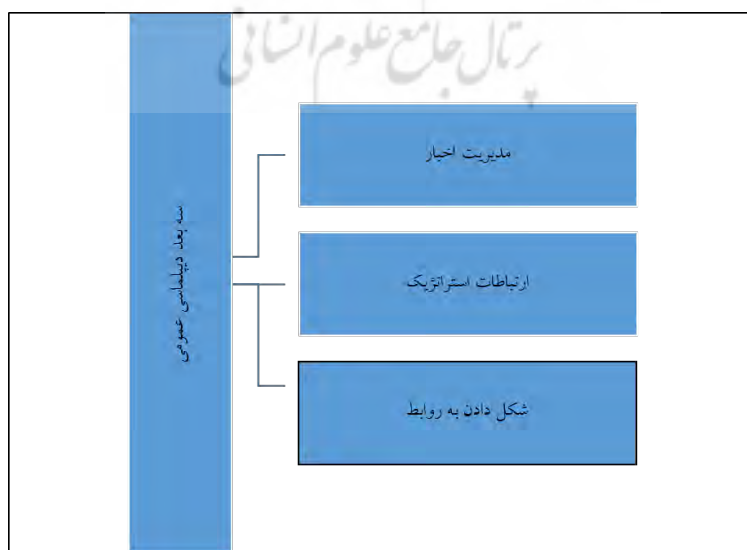 پرتال جامع علوم انسانی
سه بعد دیپلماسی عمومی
مدیریت اخبار
ارتباطات استراتژیک
شکل دادن به روابط